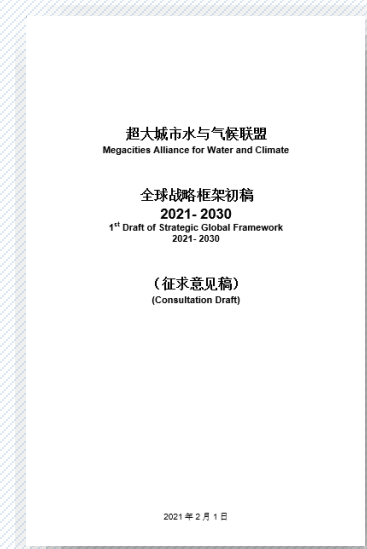 超大城市水与气候联盟
Megacities Alliance for Water and Climate
全球战略框架初稿
2021- 2030
1st Draft of Strategic Global Framework
2021- 2030
（征求意见稿）
(Consultation Draft)
2021 年 2 月 1 日